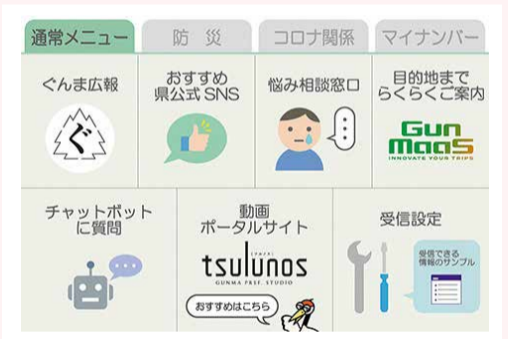 通常メニュー
防 災
コロナ関係
マイナンバー
ぐんま広報
ぐ
おすすめ
県公式 SNS
悩み相談窓口
目的地まで
らくらくご案内
GunMaaS
INNOVATE YOUR TRIPS
チャットボット
に質問
動画
ポータルサイト
tsulunos
GUNMA PREF. STUDIO
おすすめはこちら
受信設定
受信できる
情報のサンプル